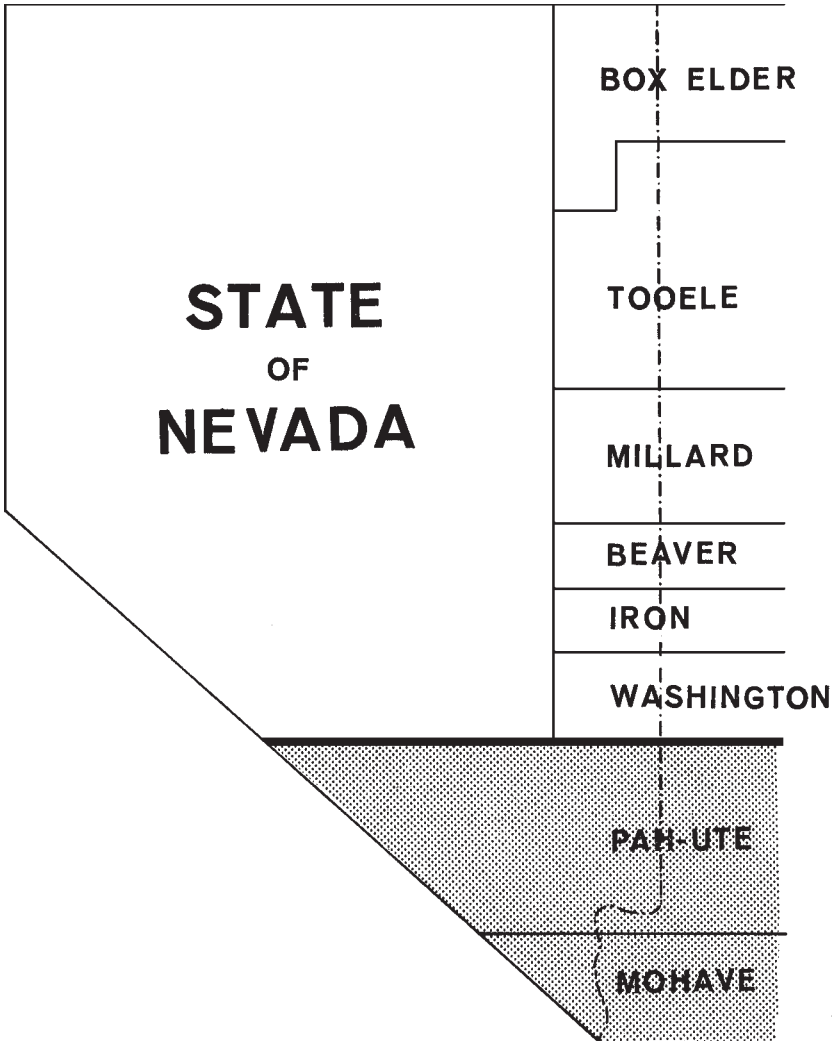 BOX ELDER
TOOELE
STATE
OF
NEVADA
MILLARD
BEAVER
IRON
WASHINGTON
PAH-UTE
MOHAVE